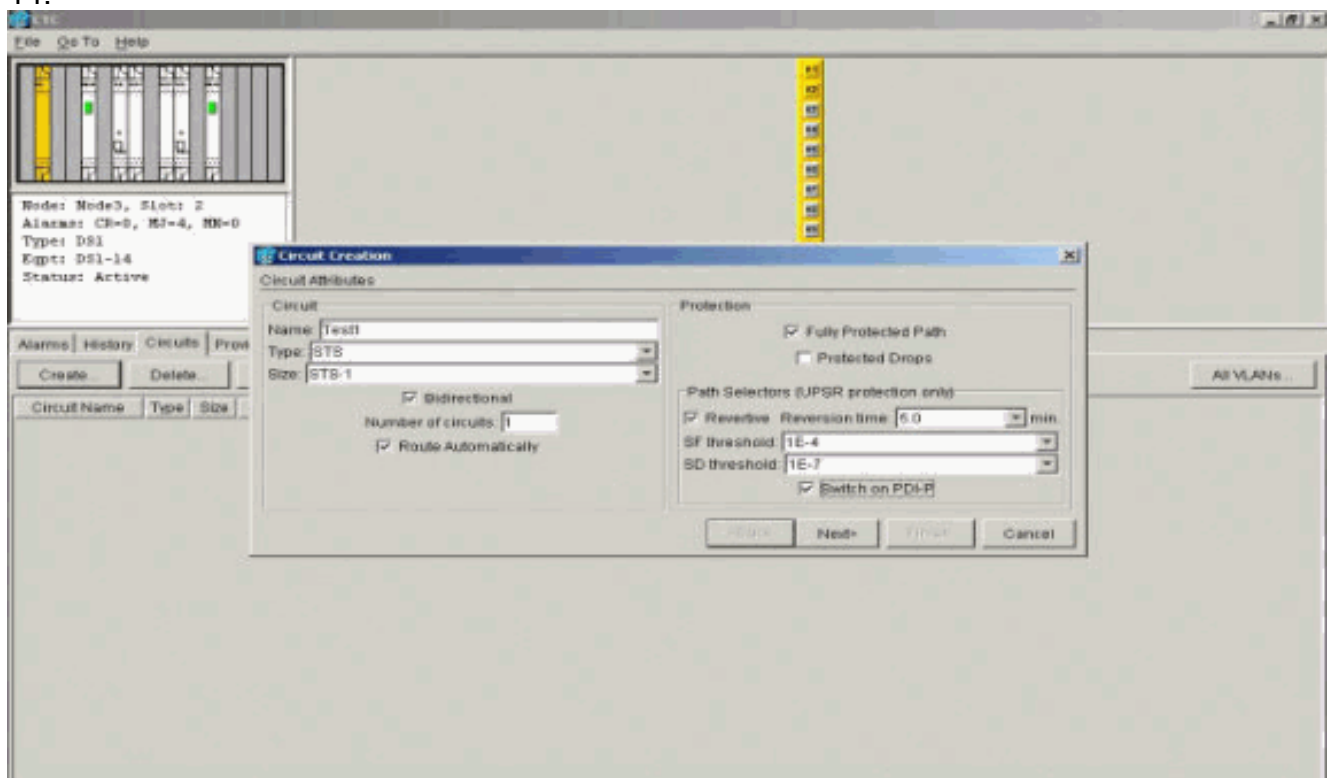 CTC
File Go To Help
Node: Node3, Slot: 2
Alarms: CR=0, MJ=4, MN=0
Type: DS1
Eqpt: DS1-14
Status: Active
Circuit Creation
Circuit Attributes
Circuit
Name: Test1
Type: STS
Size: STS-1
Bidirectional
Number of circuits: 1
Route Automatically
Protection
Fully Protected Path
Protected Drops
Path Selectors (UPSR protection only)
Revertive Reversion time 5.0 min.
SF threshold: 1E-4
SD threshold: 1E-7
Switch on PDI-P
Next> Cancel
Alarms History Circuits Provi
Create... Delete... All VLANs...
Circuit Name Type Size